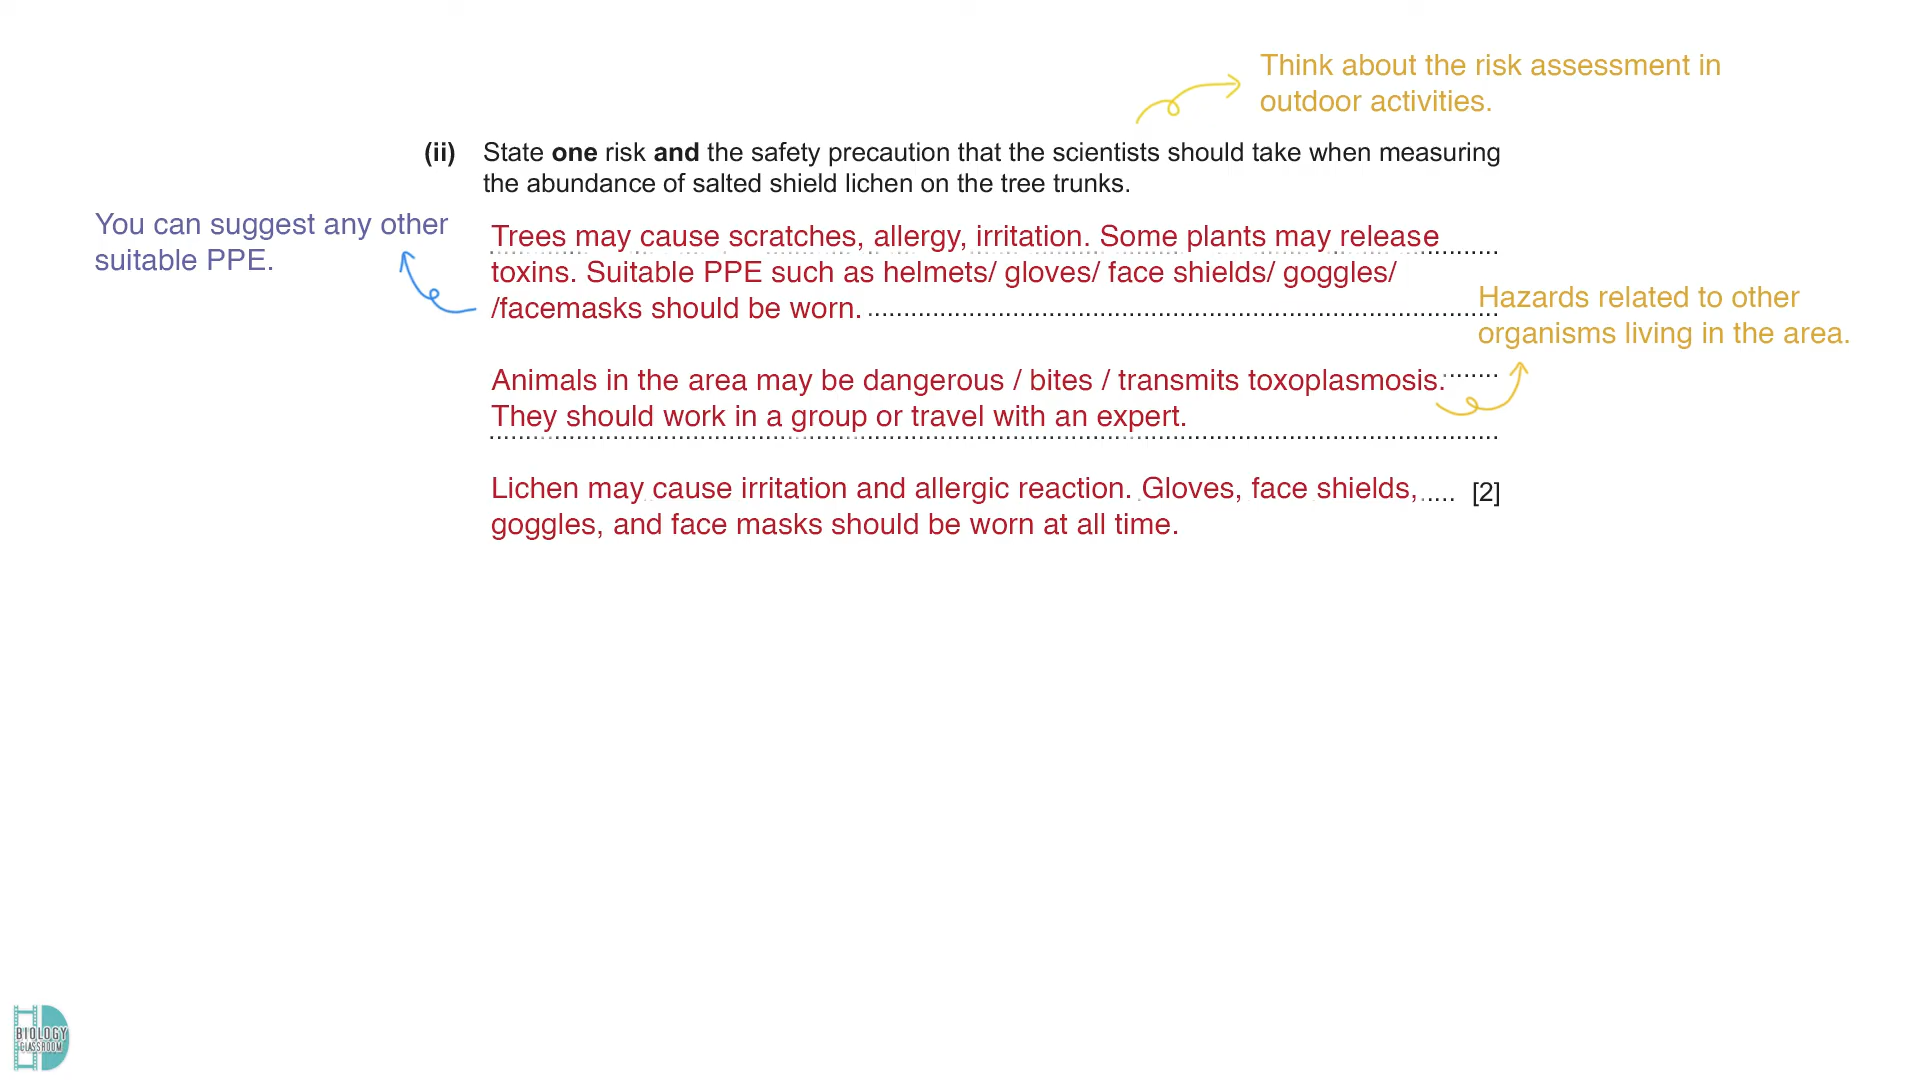 Think about the risk assessment in
outdoor activities.
(ii) State one risk and the safety precaution that the scientists should take when measuring
the abundance of salted shield lichen on the tree trunks.
You can suggest any other
suitable PPE.
Trees may cause scratches, allergy, irritation. Some plants may release
toxins. Suitable PPE such as helmets/ gloves/ face shields/ goggles/
/facemasks should be worn.
Hazards related to other
organisms living in the area.
Animals in the area may be dangerous / bites / transmits toxoplasmosis.
They should work in a group or travel with an expert.
Lichen may cause irritation and allergic reaction. Gloves, face shields, [2]
goggles, and face masks should be worn at all time.
BIOLOGY
CLASSROOM